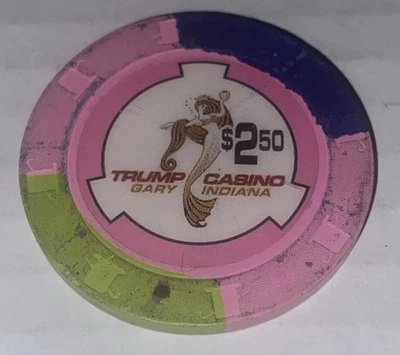 $2.50
TRUMP CASINO
GARY INDIANA